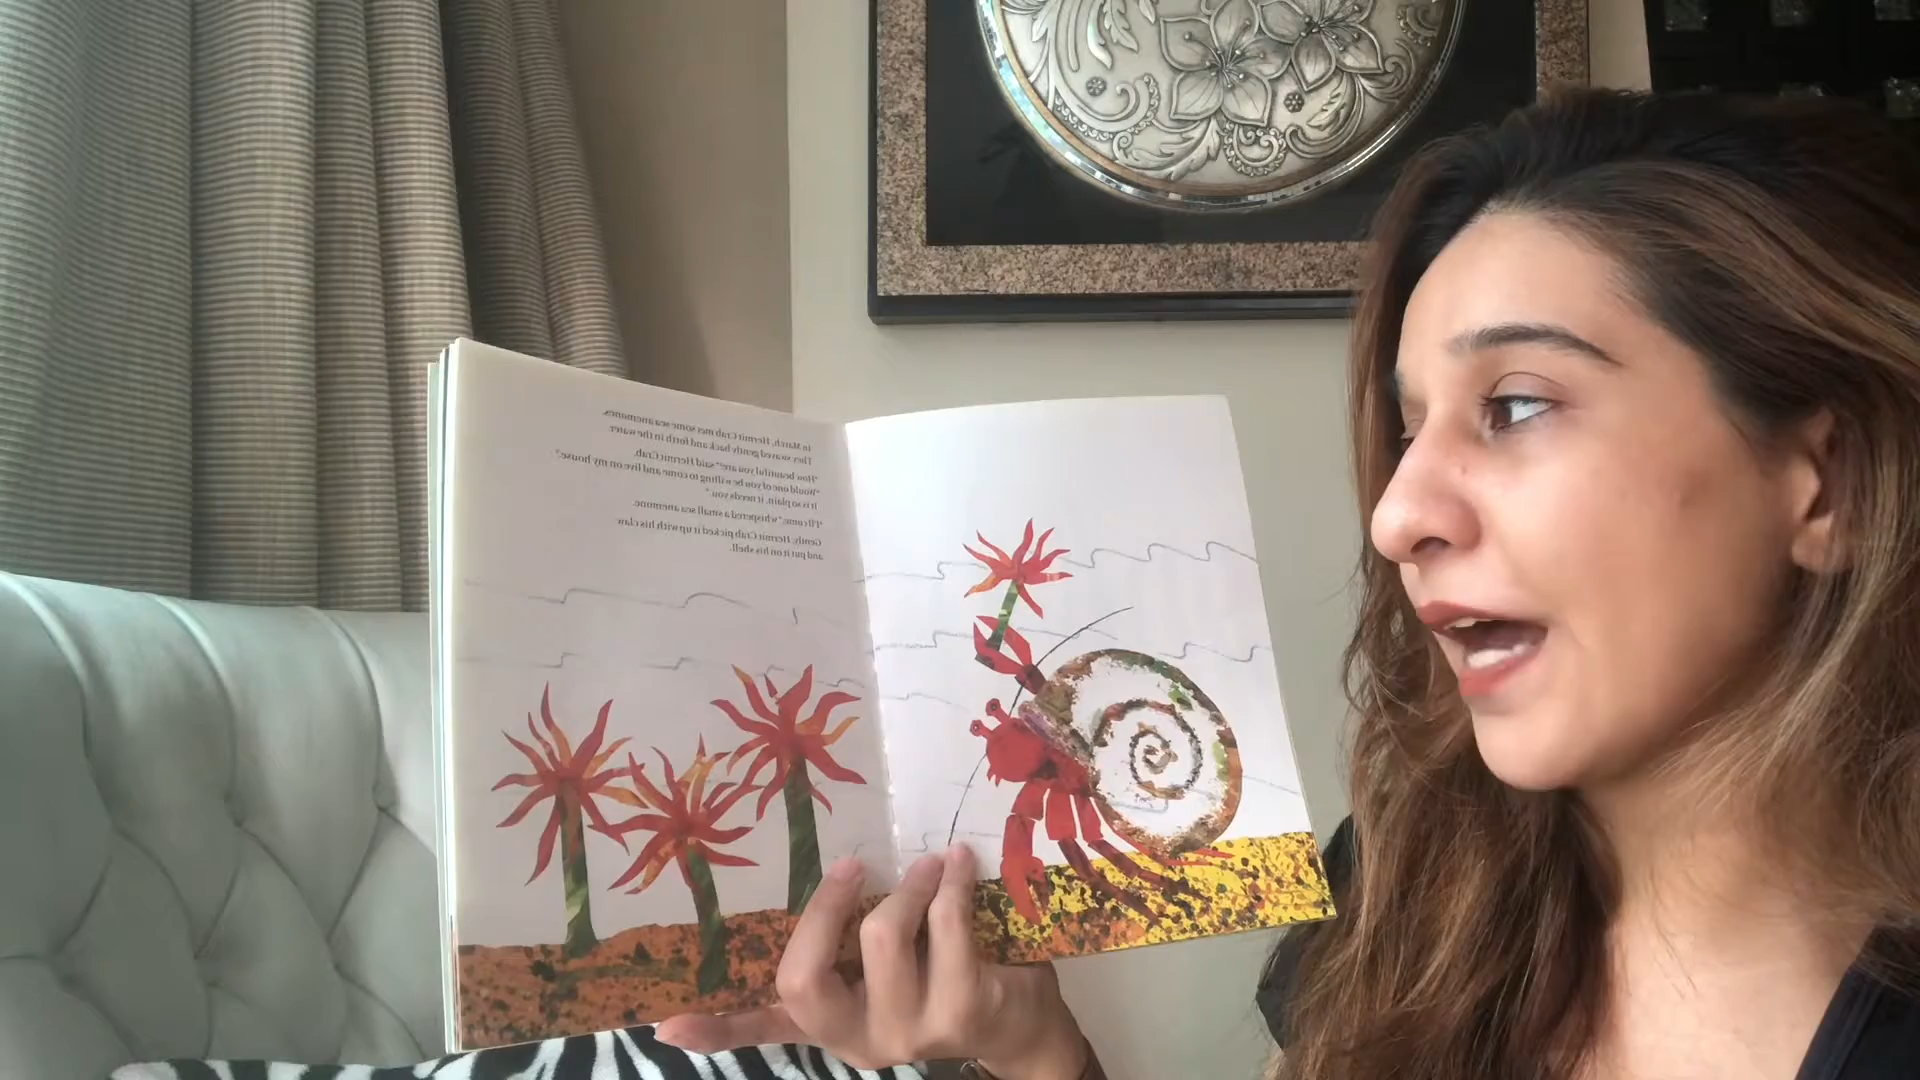 In March, Hermit Crab met some sea anemones.
They swayed gently back and forth in the water.
"How beautiful you are!" said Hermit Crab.
"Would one of you be willing to come and live on my house?
It is so plain, it needs you."
"I'll come," whispered a small sea anemone.
Gently, Hermit Crab picked it up with his claw
and put it on his shell.